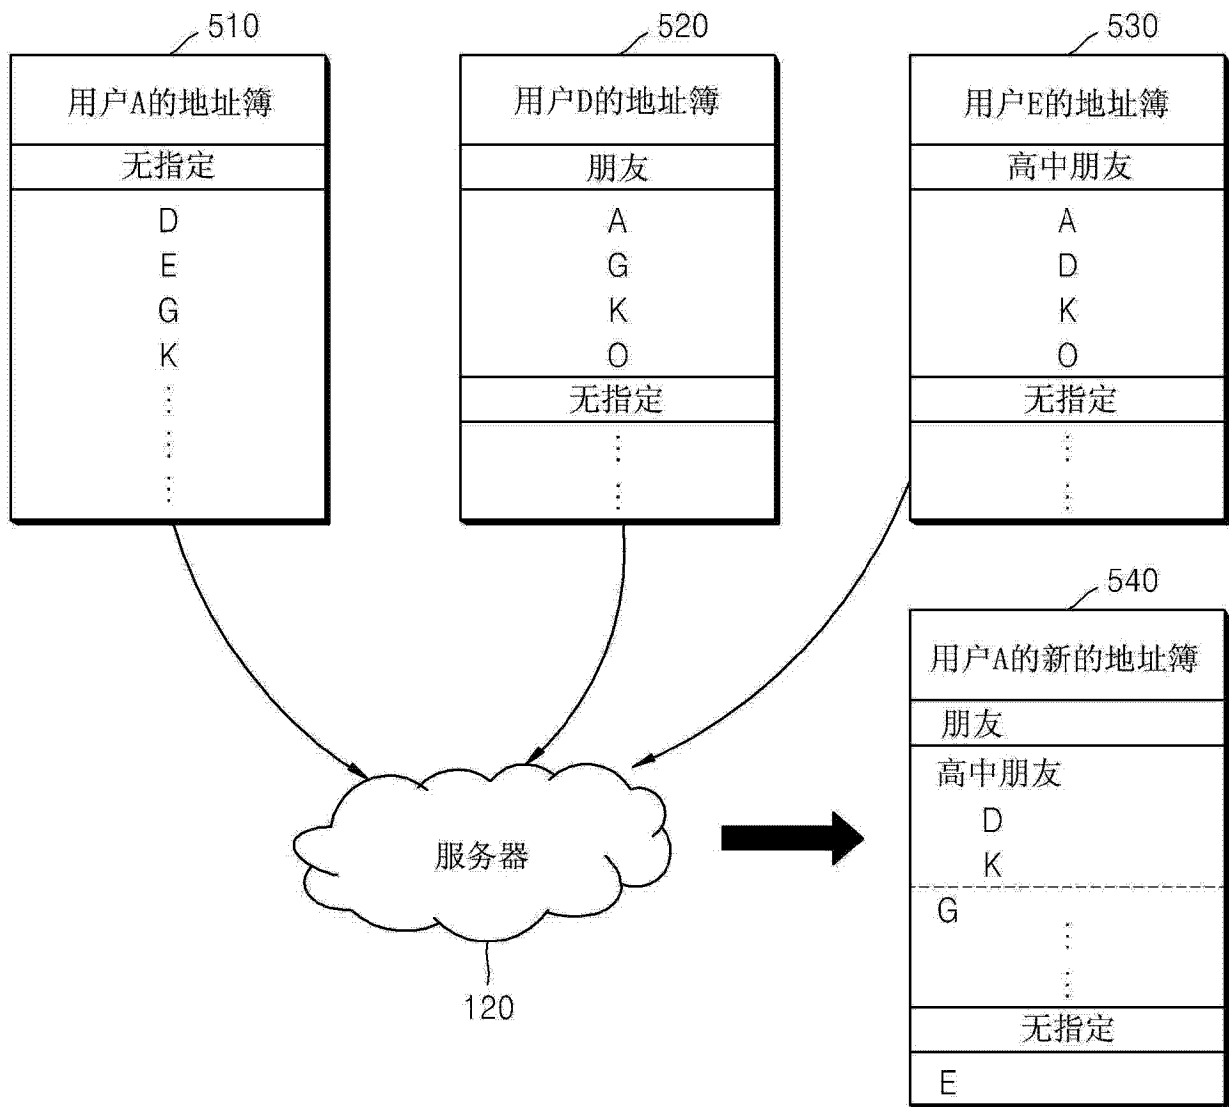 510
用户A的地址簿
无指定
D
E
G
K
520
用户D的地址簿
朋友
A
G
K
O
无指定
530
用户E的地址簿
高中朋友
A
D
K
O
无指定
服务器
120
540
用户A的新的地址簿
朋友
高中朋友
D
K
G
无指定
E